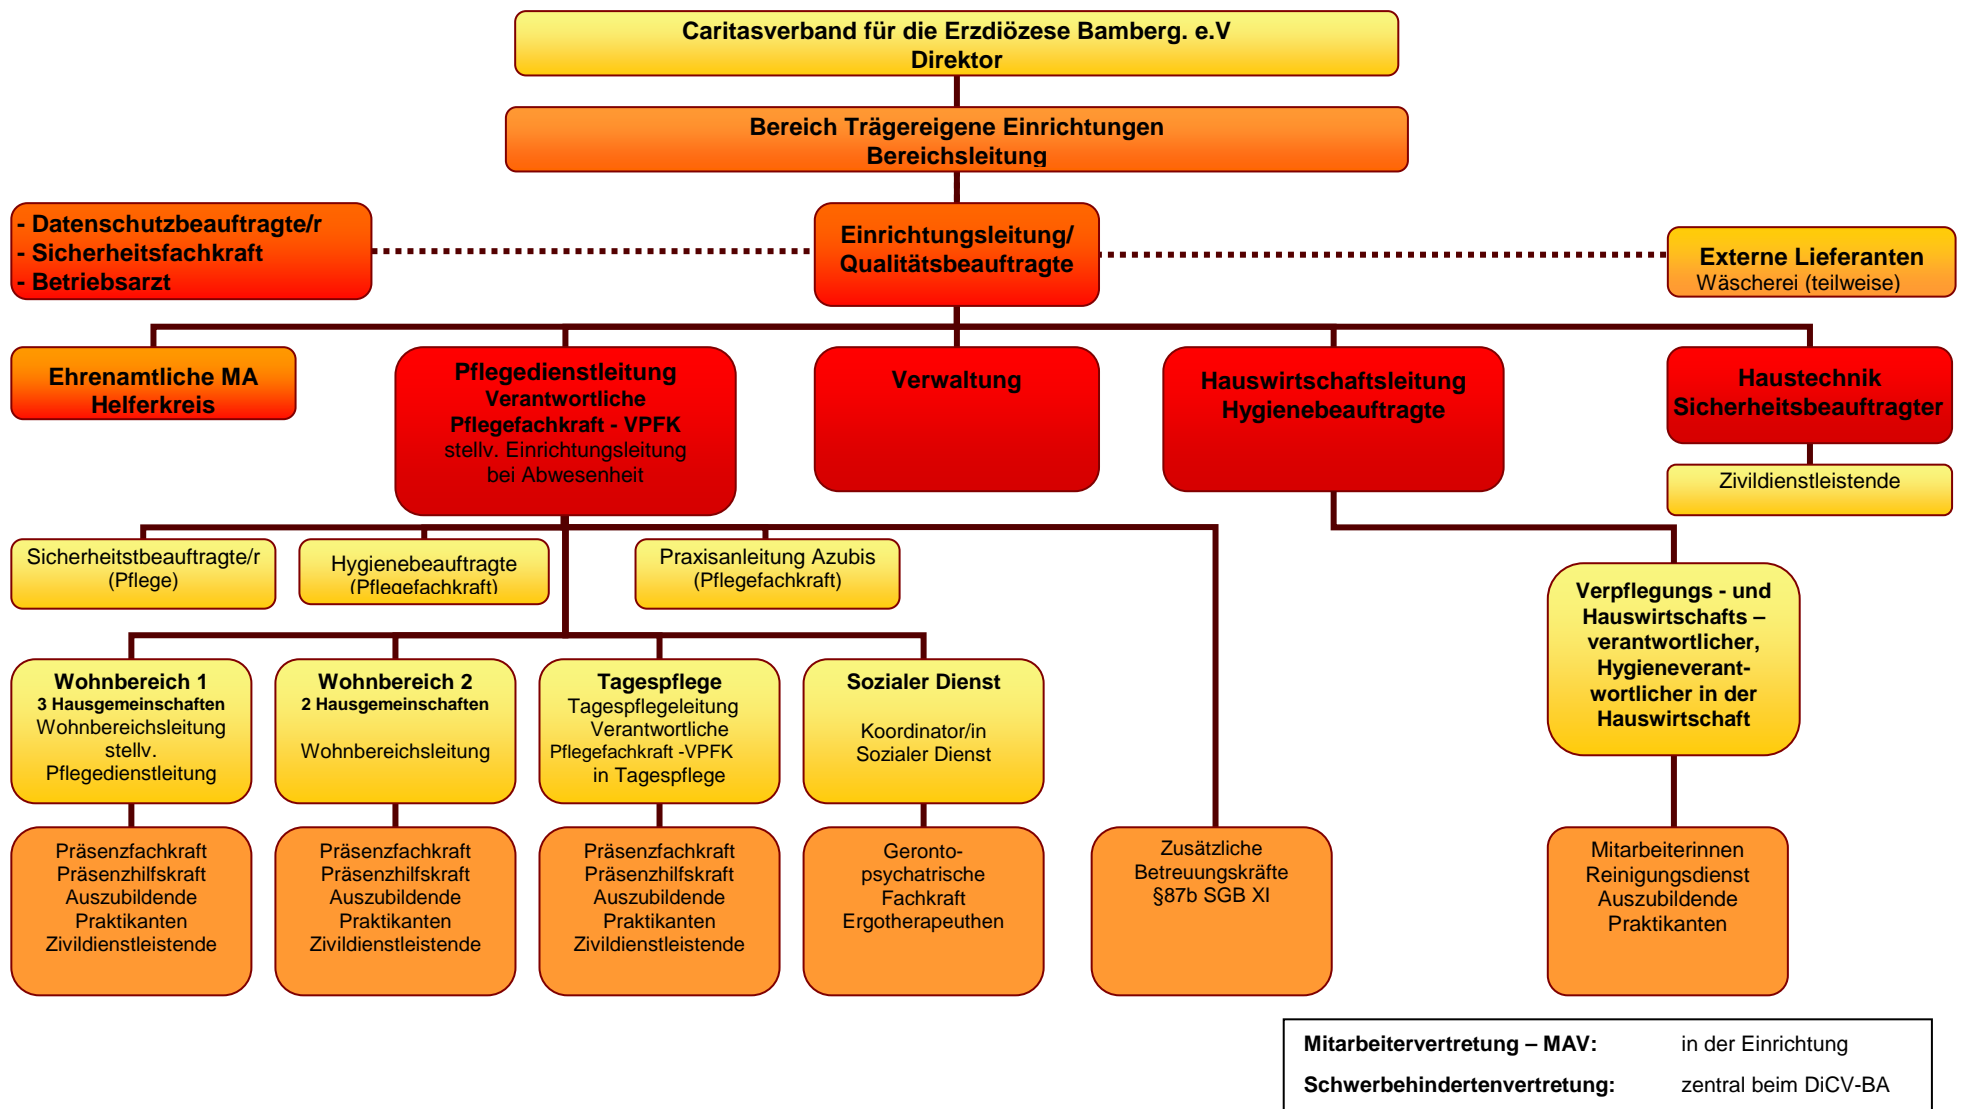 Caritasverband für die Erzdiözese Bamberg. e.V
Direktor
Bereich Trägereigene Einrichtungen
Bereichsleitung
- Datenschutzbeauftragte/r
- Sicherheitsfachkraft
- Betriebsarzt
Einrichtungsleitung/
Qualitätsbeauftragte
Externe Lieferanten
Wäscherei (teilweise)
Ehrenamtliche MA
Helferkreis
Pflegedienstleitung
Verantwortliche
Pflegefachkraft - VPFK
stellv. Einrichtungsleitung
bei Abwesenheit
Verwaltung
Hauswirtschaftsleitung
Hygienebeauftragte
Haustechnik
Sicherheitsbeauftragter
Zivildienstleistende
Sicherheitstbeauftragte/r
(Pflege)
Hygienebeauftragte
(Pflegefachkraft)
Praxisanleitung Azubis
(Pflegefachkraft)
Verpflegungs - und
Hauswirtschafts –
verantwortlicher,
Hygieneverant-
wortlicher in der
Hauswirtschaft
Wohnbereich 1
3 Hausgemeinschaften
Wohnbereichsleitung
stellv.
Pflegedienstleitung
Wohnbereich 2
2 Hausgemeinschaften
Wohnbereichsleitung
Tagespflege
Tagespflegeleitung
Verantwortliche
Pflegefachkraft -VPFK
in Tagespflege
Sozialer Dienst
Koordinator/in
Sozialer Dienst
Präsenzfachkraft
Präsenzhilfskraft
Auszubildende
Praktikanten
Zivildienstleistende
Präsenzfachkraft
Präsenzhilfskraft
Auszubildende
Praktikanten
Zivildienstleistende
Präsenzfachkraft
Präsenzhilfskraft
Auszubildende
Praktikanten
Zivildienstleistende
Geronto-
psychatrische
Fachkraft
Ergotherapeuthen
Zusätzliche
Betreuungskräfte
§87b SGB XI
Mitarbeiterinnen
Reinigungsdienst
Auszubildende
Praktikanten
Mitarbeitervertretung – MAV: in der Einrichtung
Schwerbehindertenvertretung: zentral beim DiCV-BA